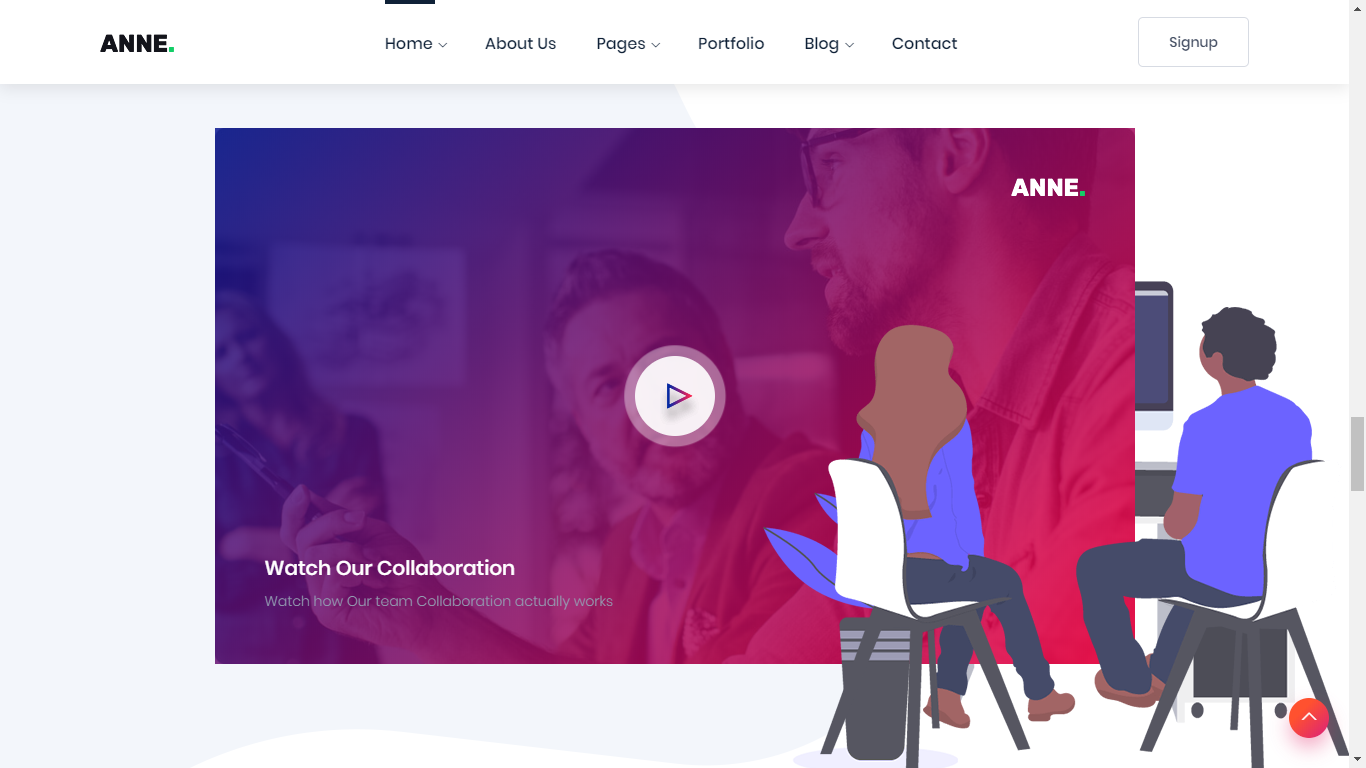 ANNE.
Home
About Us
Pages
Portfolio
Blog
Contact
Signup
ANNE.
Watch Our Collaboration
Watch how Our team Collaboration actually works